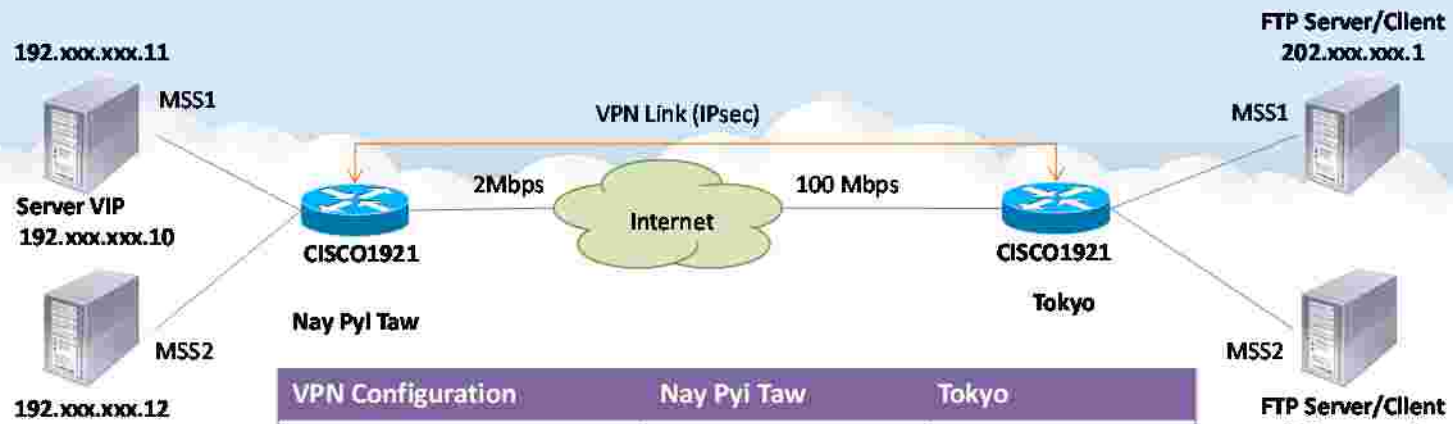 192.xxx.xxx.11
MSS1
Server VIP
192.xxx.xxx.10
MSS2
192.xxx.xxx.12
VPN Link (IPsec)
2Mbps
Internet
100 Mbps
CISCO1921
Nay Pyi Taw
CISCO1921
Tokyo
FTP Server/Client
202.xxx.xxx.1
MSS1
MSS2
FTP Server/Client
VPN Configuration Nay Pyi Taw Tokyo